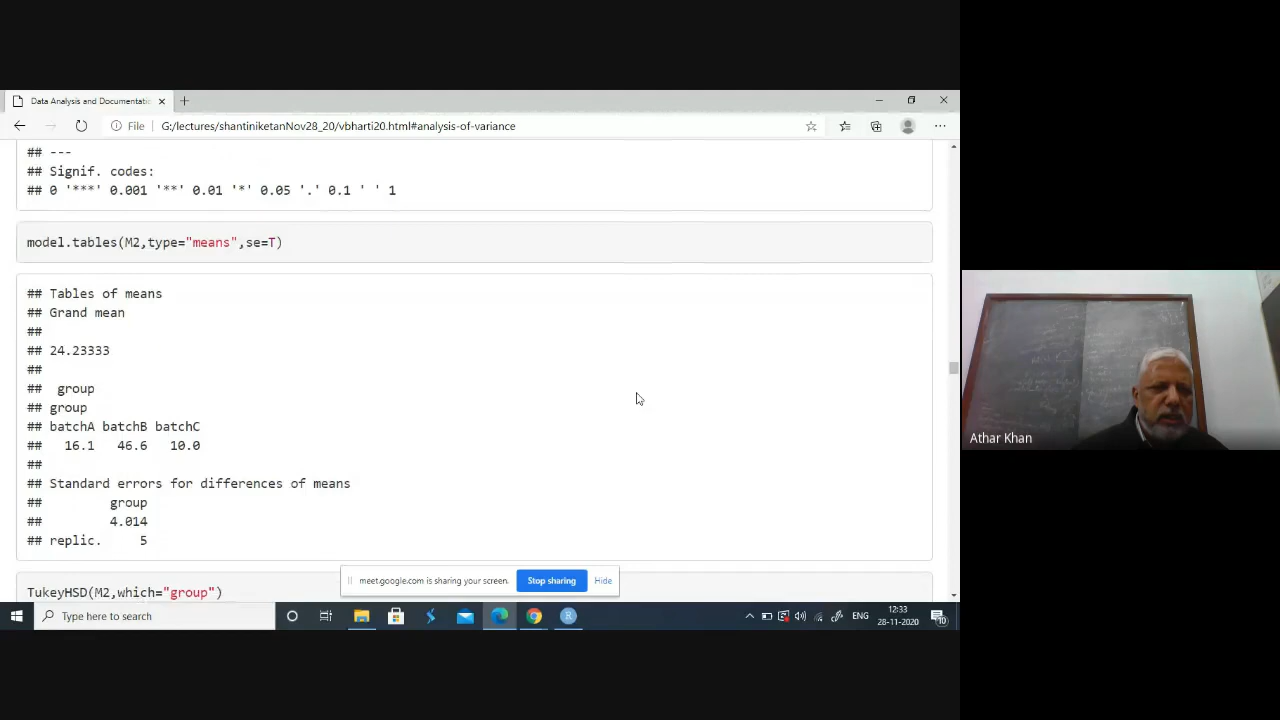 Data Analysis and Documentatio
G:/lectures/shantiniketanNov28_20/vbharti20.html#analysis-of-variance
File
## ---
## Signif. codes:
## 0 '***' 0.001 '**' 0.01 '*' 0.05 '.' 0.1 ' ' 1
model.tables(M2,type="means",se=T)
## Tables of means
## Grand mean
##
## 24.23333
##
## group
## group
## batchA batchB batchC
## 16.1 46.6 10.0
##
## Standard errors for differences of means
## group
## 4.014
## replic. 5
TukeyHSD(M2,which="group")
meet.google.com is sharing your screen.
Stop sharing
Hide
Type here to search
ENG
12:33
28-11-2020
10
Athar Khan